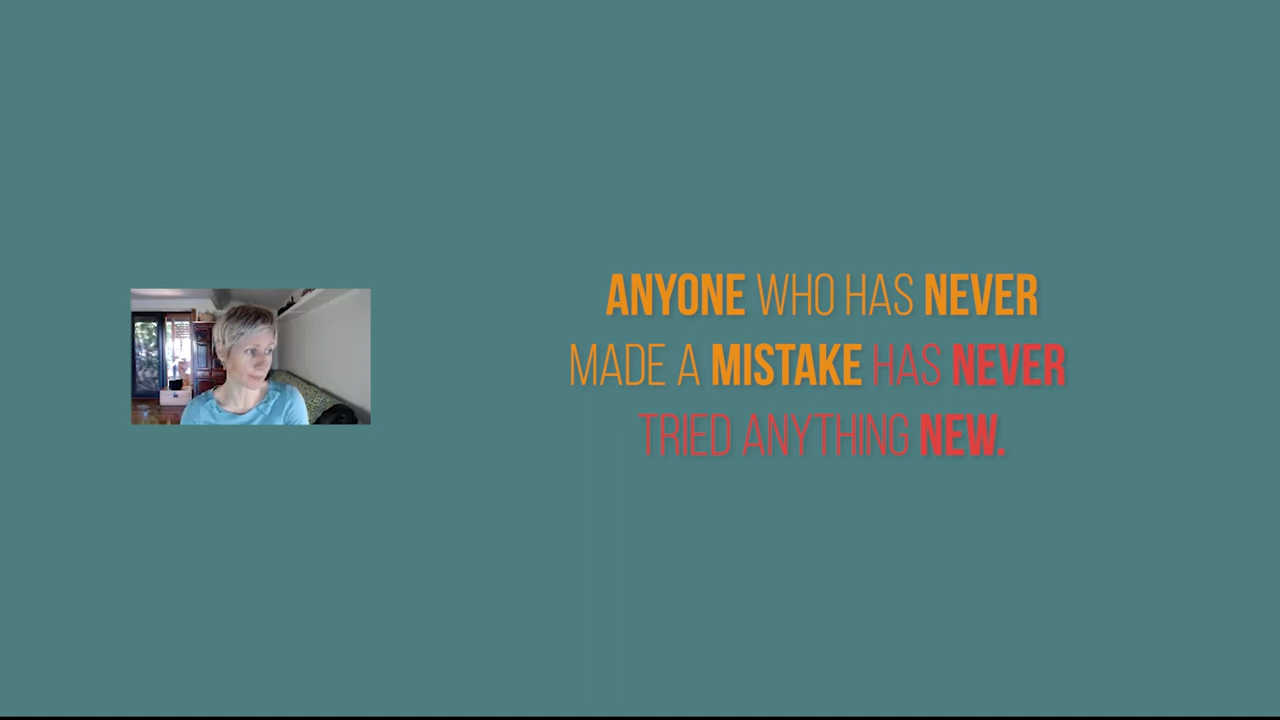 ANYONE WHO HAS NEVER
MADE A MISTAKE HAS NEVER
TRIED ANYTHING NEW.